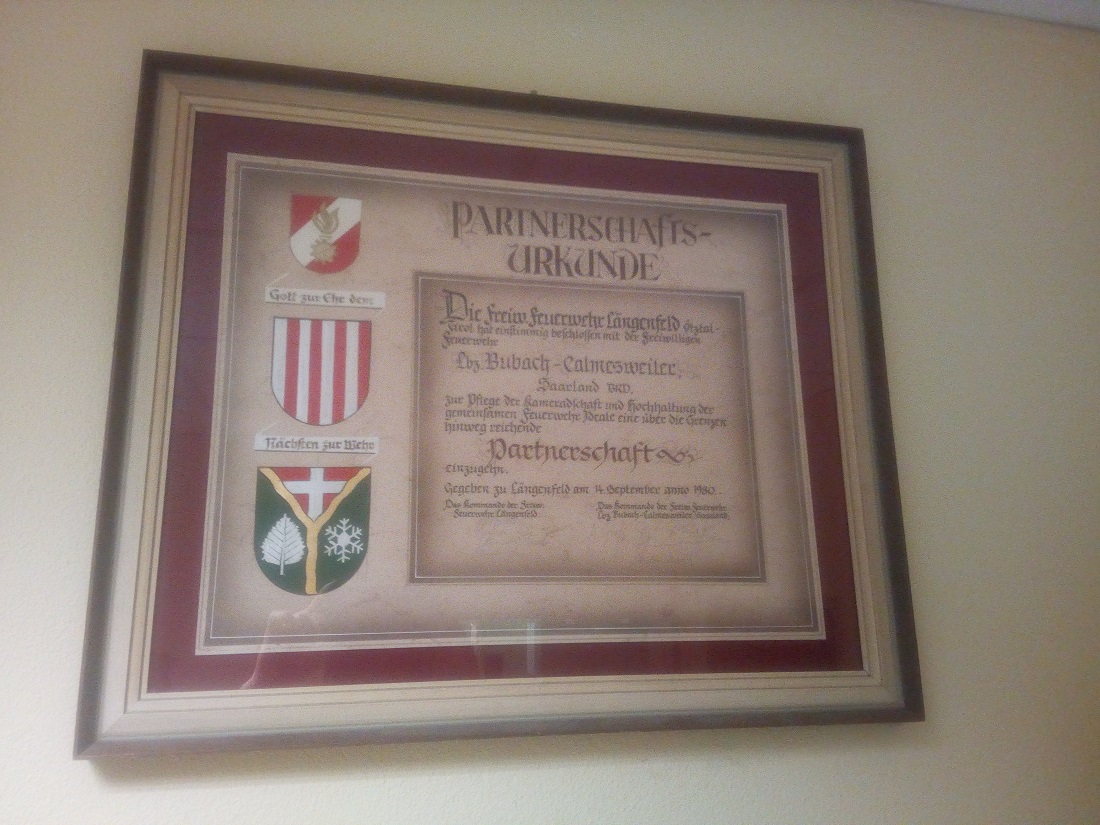 PARTNERSCHAFTS-
URKUNDE
Gott zur Ehr dem
Nächsten zur Wehr
Die Freiw Feuerwehr Längenfeld Ötztal-
Tirol hat einstimmig beschlossen mit der Freiwilligen
Feuerwehr
Lbz. Bubach-Calmesweiler,
Saarland BRD,
zur Pflege der Kameradschaft und Hochhaltung der
gemeinsamen Feuerwehr Ideale eine über die Grenzen
hinweg reichende
Partnerschaft
einzugehn.
Gegeben zu Längenfeld am 14. September anno 1980.
Das Kommando der Freiw. Feuerwehr Längenfeld
Das Kommando der Freiw. Feuerwehr
Lbz Bubach-Calmesweiler, Saarland